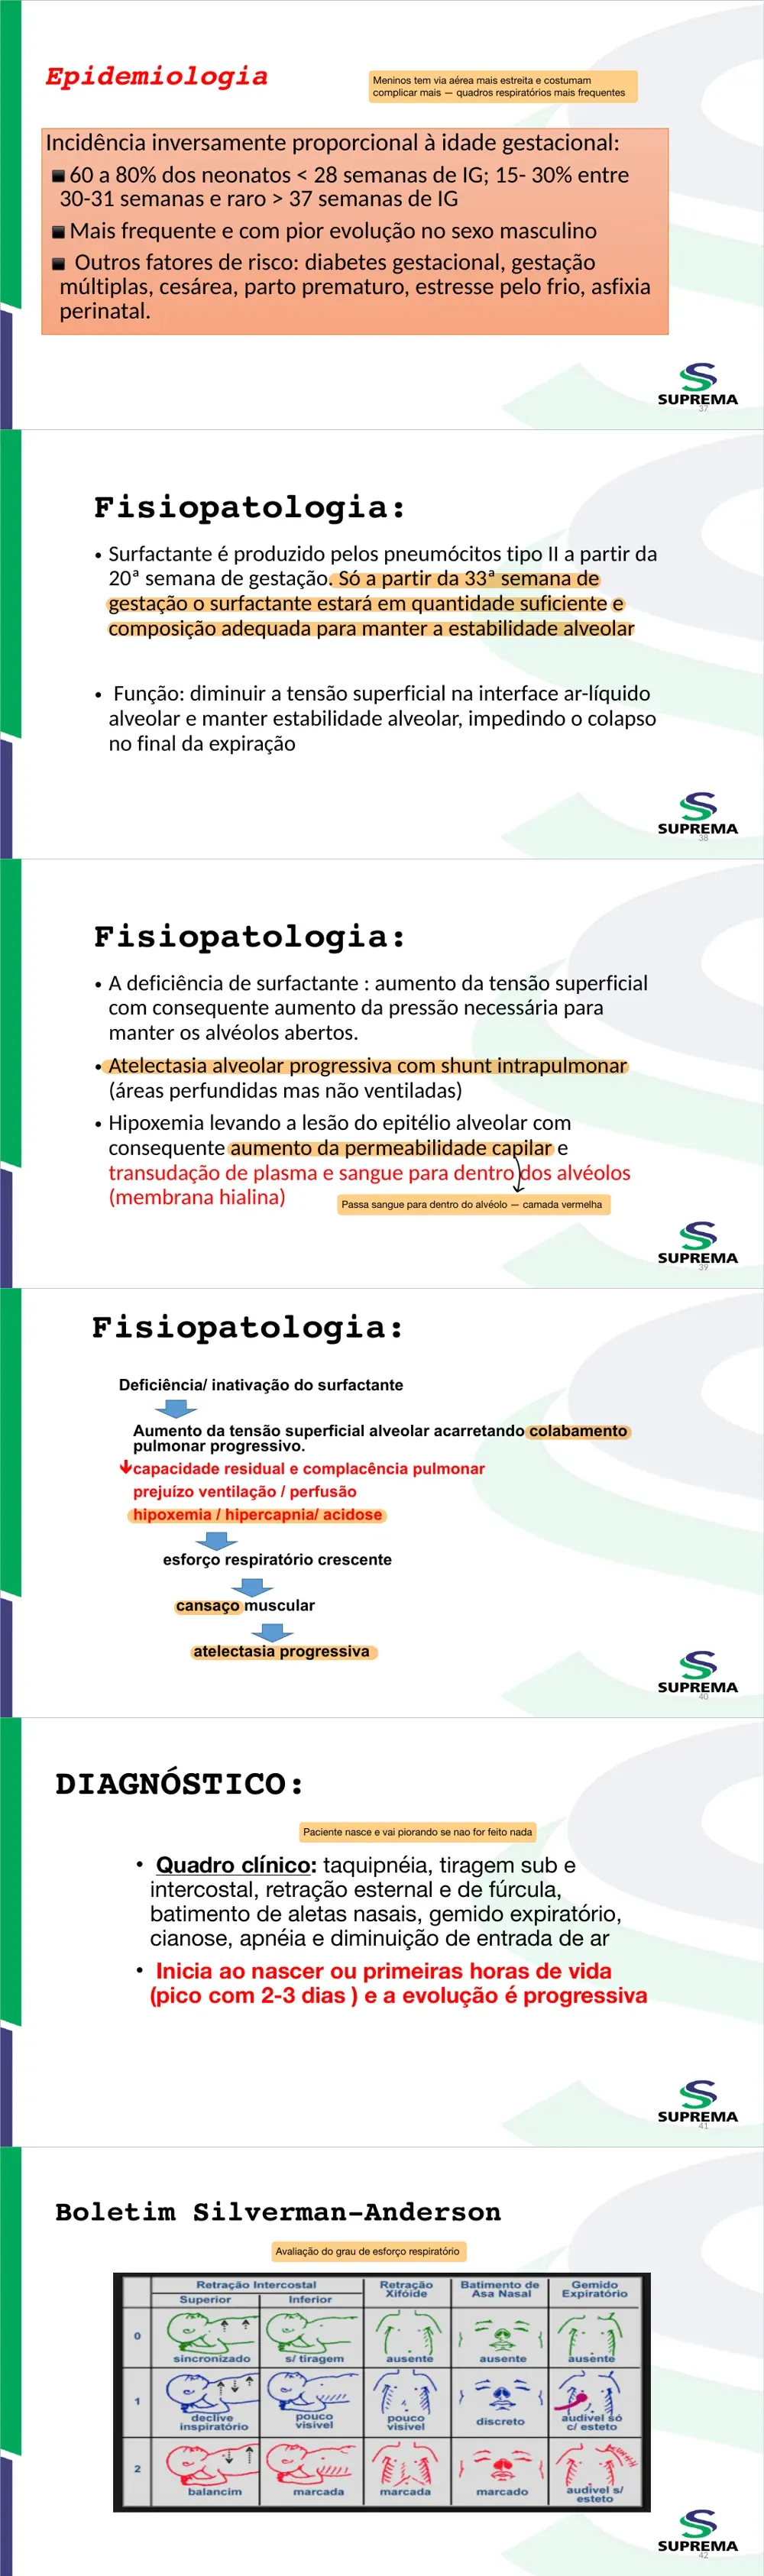 Epidemiologia
Meninos tem via aérea mais estreita e costumam
complicar mais — quadros respiratórios mais frequentes
Incidência inversamente proporcional à idade gestacional:
60 a 80% dos neonatos < 28 semanas de IG; 15- 30% entre
30-31 semanas e raro > 37 semanas de IG
Mais frequente e com pior evolução no sexo masculino
Outros fatores de risco: diabetes gestacional, gestação
múltiplas, cesárea, parto prematuro, estresse pelo frio, asfixia
perinatal.
SUPREMA
37
Fisiopatologia:
• Surfactante é produzido pelos pneumócitos tipo II a partir da
20ª semana de gestação. Só a partir da 33ª semana de
gestação o surfactante estará em quantidade suficiente e
composição adequada para manter a estabilidade alveolar
• Função: diminuir a tensão superficial na interface ar-líquido
alveolar e manter estabilidade alveolar, impedindo o colapso
no final da expiração
SUPREMA
38
Fisiopatologia:
• A deficiência de surfactante : aumento da tensão superficial
com consequente aumento da pressão necessária para
manter os alvéolos abertos.
• Atelectasia alveolar progressiva com shunt intrapulmonar
(áreas perfundidas mas não ventiladas)
• Hipoxemia levando a lesão do epitélio alveolar com
consequente aumento da permeabilidade capilar e
transudação de plasma e sangue para dentro dos alvéolos
(membrana hialina)
Passa sangue para dentro do alvéolo — camada vermelha
SUPREMA
39
Fisiopatologia:
Deficiência/ inativação do surfactante
Aumento da tensão superficial alveolar acarretando colabamento
pulmonar progressivo.
capacidade residual e complacência pulmonar
prejuízo ventilação / perfusão
hipoxemia / hipercapnia/ acidose
esforço respiratório crescente
cansaço muscular
atelectasia progressiva
SUPREMA
40
DIAGNÓSTICO:
Paciente nasce e vai piorando se nao for feito nada
• Quadro clínico: taquipnéia, tiragem sub e
intercostal, retração esternal e de fúrcula,
batimento de aletas nasais, gemido expiratório,
cianose, apnéia e diminuição de entrada de ar
• Inicia ao nascer ou primeiras horas de vida
(pico com 2-3 dias ) e a evolução é progressiva
SUPREMA
41
Boletim Silverman-Anderson
Avaliação do grau de esforço respiratório
Retração Intercostal
Superior Inferior
Retração
Xifóide
Batimento de
Asa Nasal
Gemido
Expiratório
0
sincronizado s/ tiragem ausente ausente ausente
1
declive
inspiratório
pouco
visivel
pouco
visivel
discreto
audivel só
c/ esteto
2
balancim marcada marcada marcado
audivel s/
esteto
SUPREMA
42